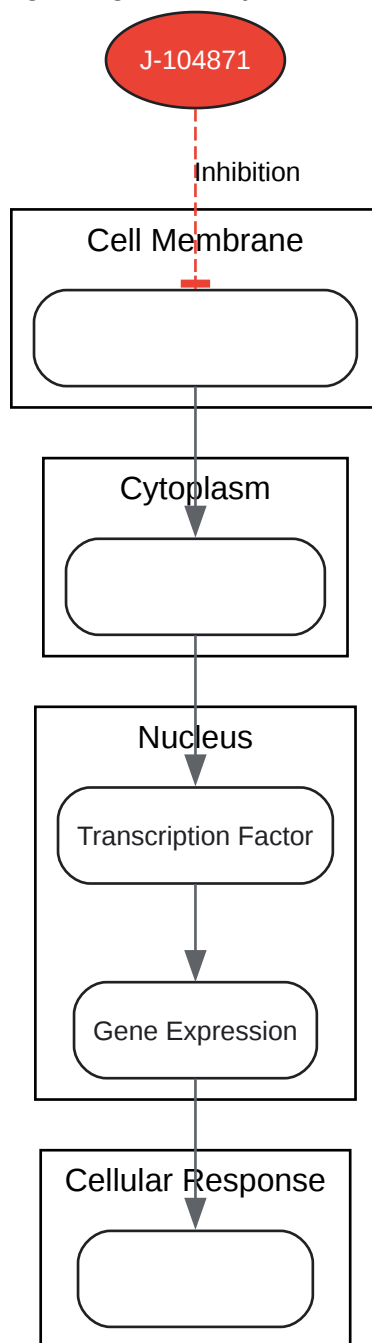 J-104871
Inhibition
Cell Membrane
Cytoplasm
Nucleus
Transcription Factor
Gene Expression
Cellular Response